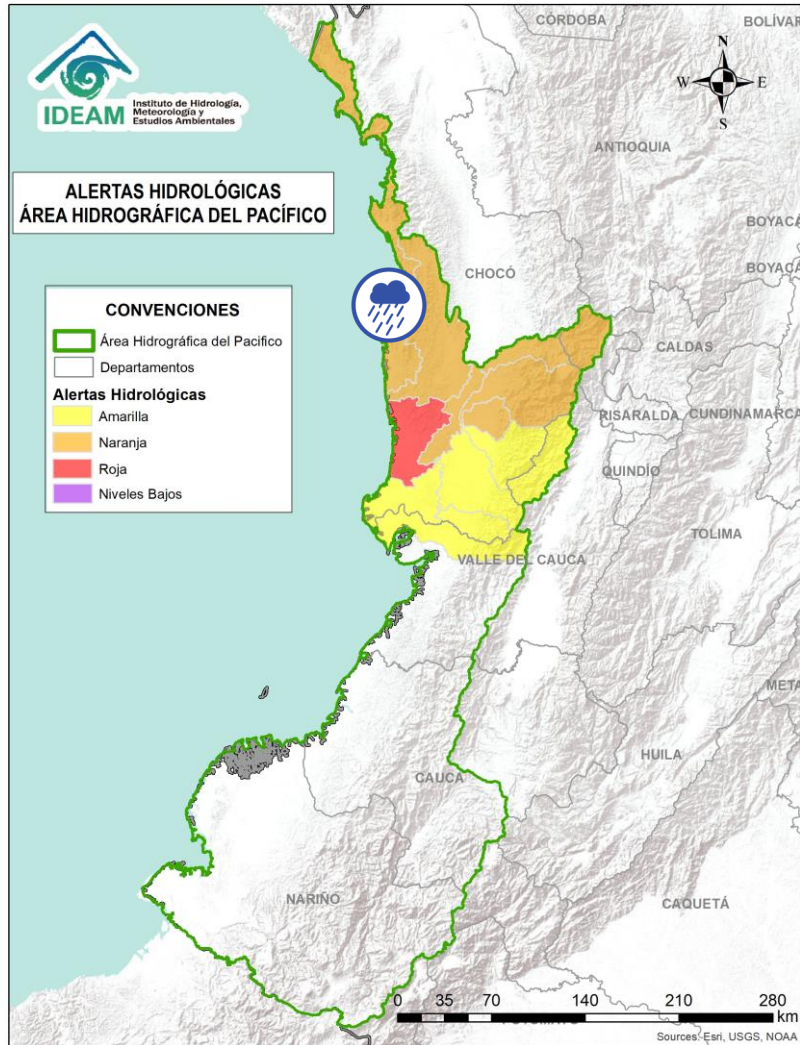 CÓRDOBA
BOLÍVAR
IDEAM
Instituto de Hidrología,
Meteorología y
Estudios Ambientales
N
W E
S
ANTIOQUIA
ALERTAS HIDROLÓGICAS
ÁREA HIDROGRÁFICA DEL PACÍFICO
BOYACÁ
BOYACÁ
CHOCÓ
CONVENCIONES
Área Hidrográfica del Pacifico
Departamentos
Alertas Hidrológicas
Amarilla
Naranja
Roja
Niveles Bajos
CALDAS
RISARALDA
CUNDINAMARCA
QUINDÍO
TOLIMA
VALLE DEL CAUCA
META
HUILA
CAUCA
NARIÑO
CAQUETÁ
0 35 70 140 210 280
km
Sources: Esri, USGS, NOAA